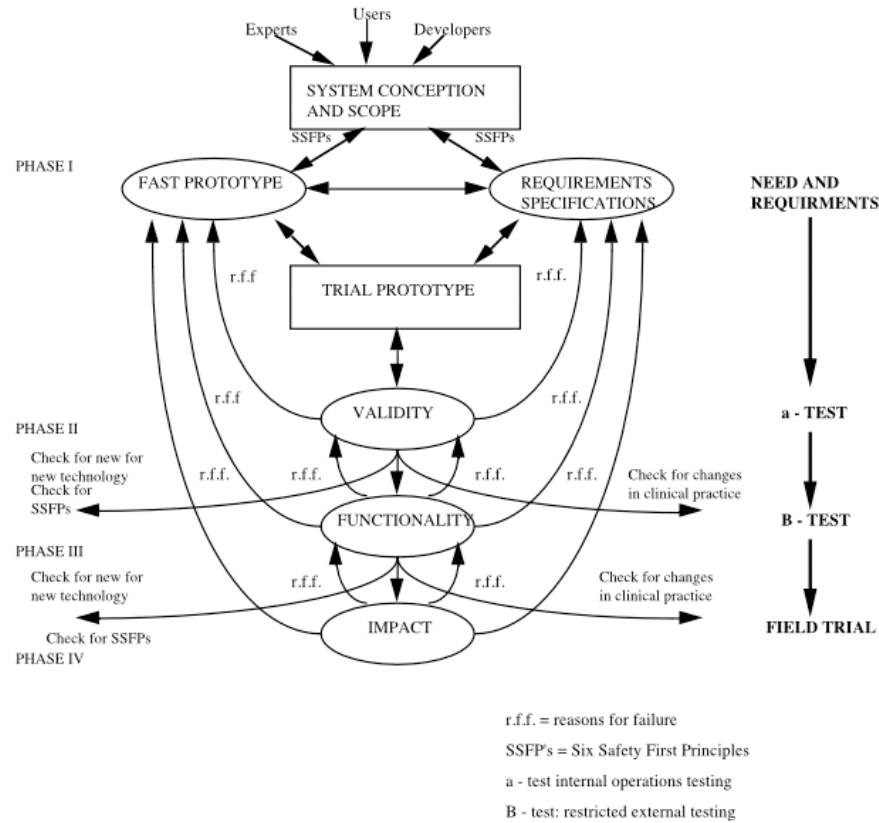 Users
Experts
Developers
SYSTEM CONCEPTION
AND SCOPE
SSFPs
SSFPs
PHASE I
FAST PROTOTYPE
REQUIREMENTS
SPECIFICATIONS
NEED AND
REQUIRMENTS
r.f.f
TRIAL PROTOTYPE
r.f.f.
r.f.f
r.f.f.
VALIDITY
a - TEST
PHASE II
Check for new for
new technology
Check for
SSFPs
r.f.f.
r.f.f.
r.f.f.
r.f.f.
Check for changes
in clinical practice
FUNCTIONALITY
B - TEST
PHASE III
Check for new for
new technology
r.f.f.
r.f.f.
Check for changes
in clinical practice
IMPACT
FIELD TRIAL
Check for SSFPs
PHASE IV
r.f.f. = reasons for failure
SSFP's = Six Safety First Principles
a - test internal operations testing
B - test: restricted external testing